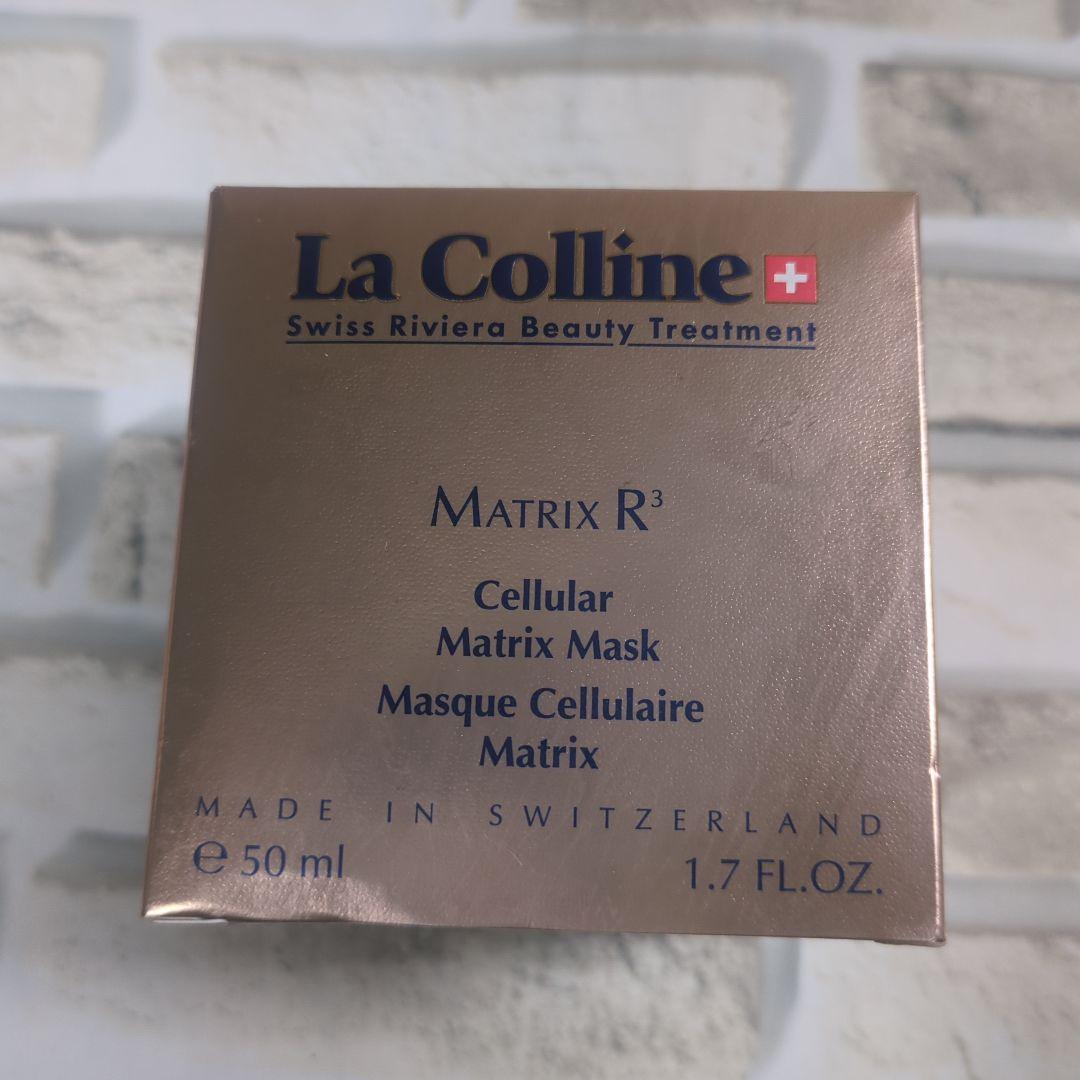 La Colline
Swiss Riviera Beauty Treatment
MATRIX R³
Cellular
Matrix Mask
Masque Cellulaire
Matrix
MADE IN SWITZERLAND
℮ 50 ml 1.7 FL.OZ.